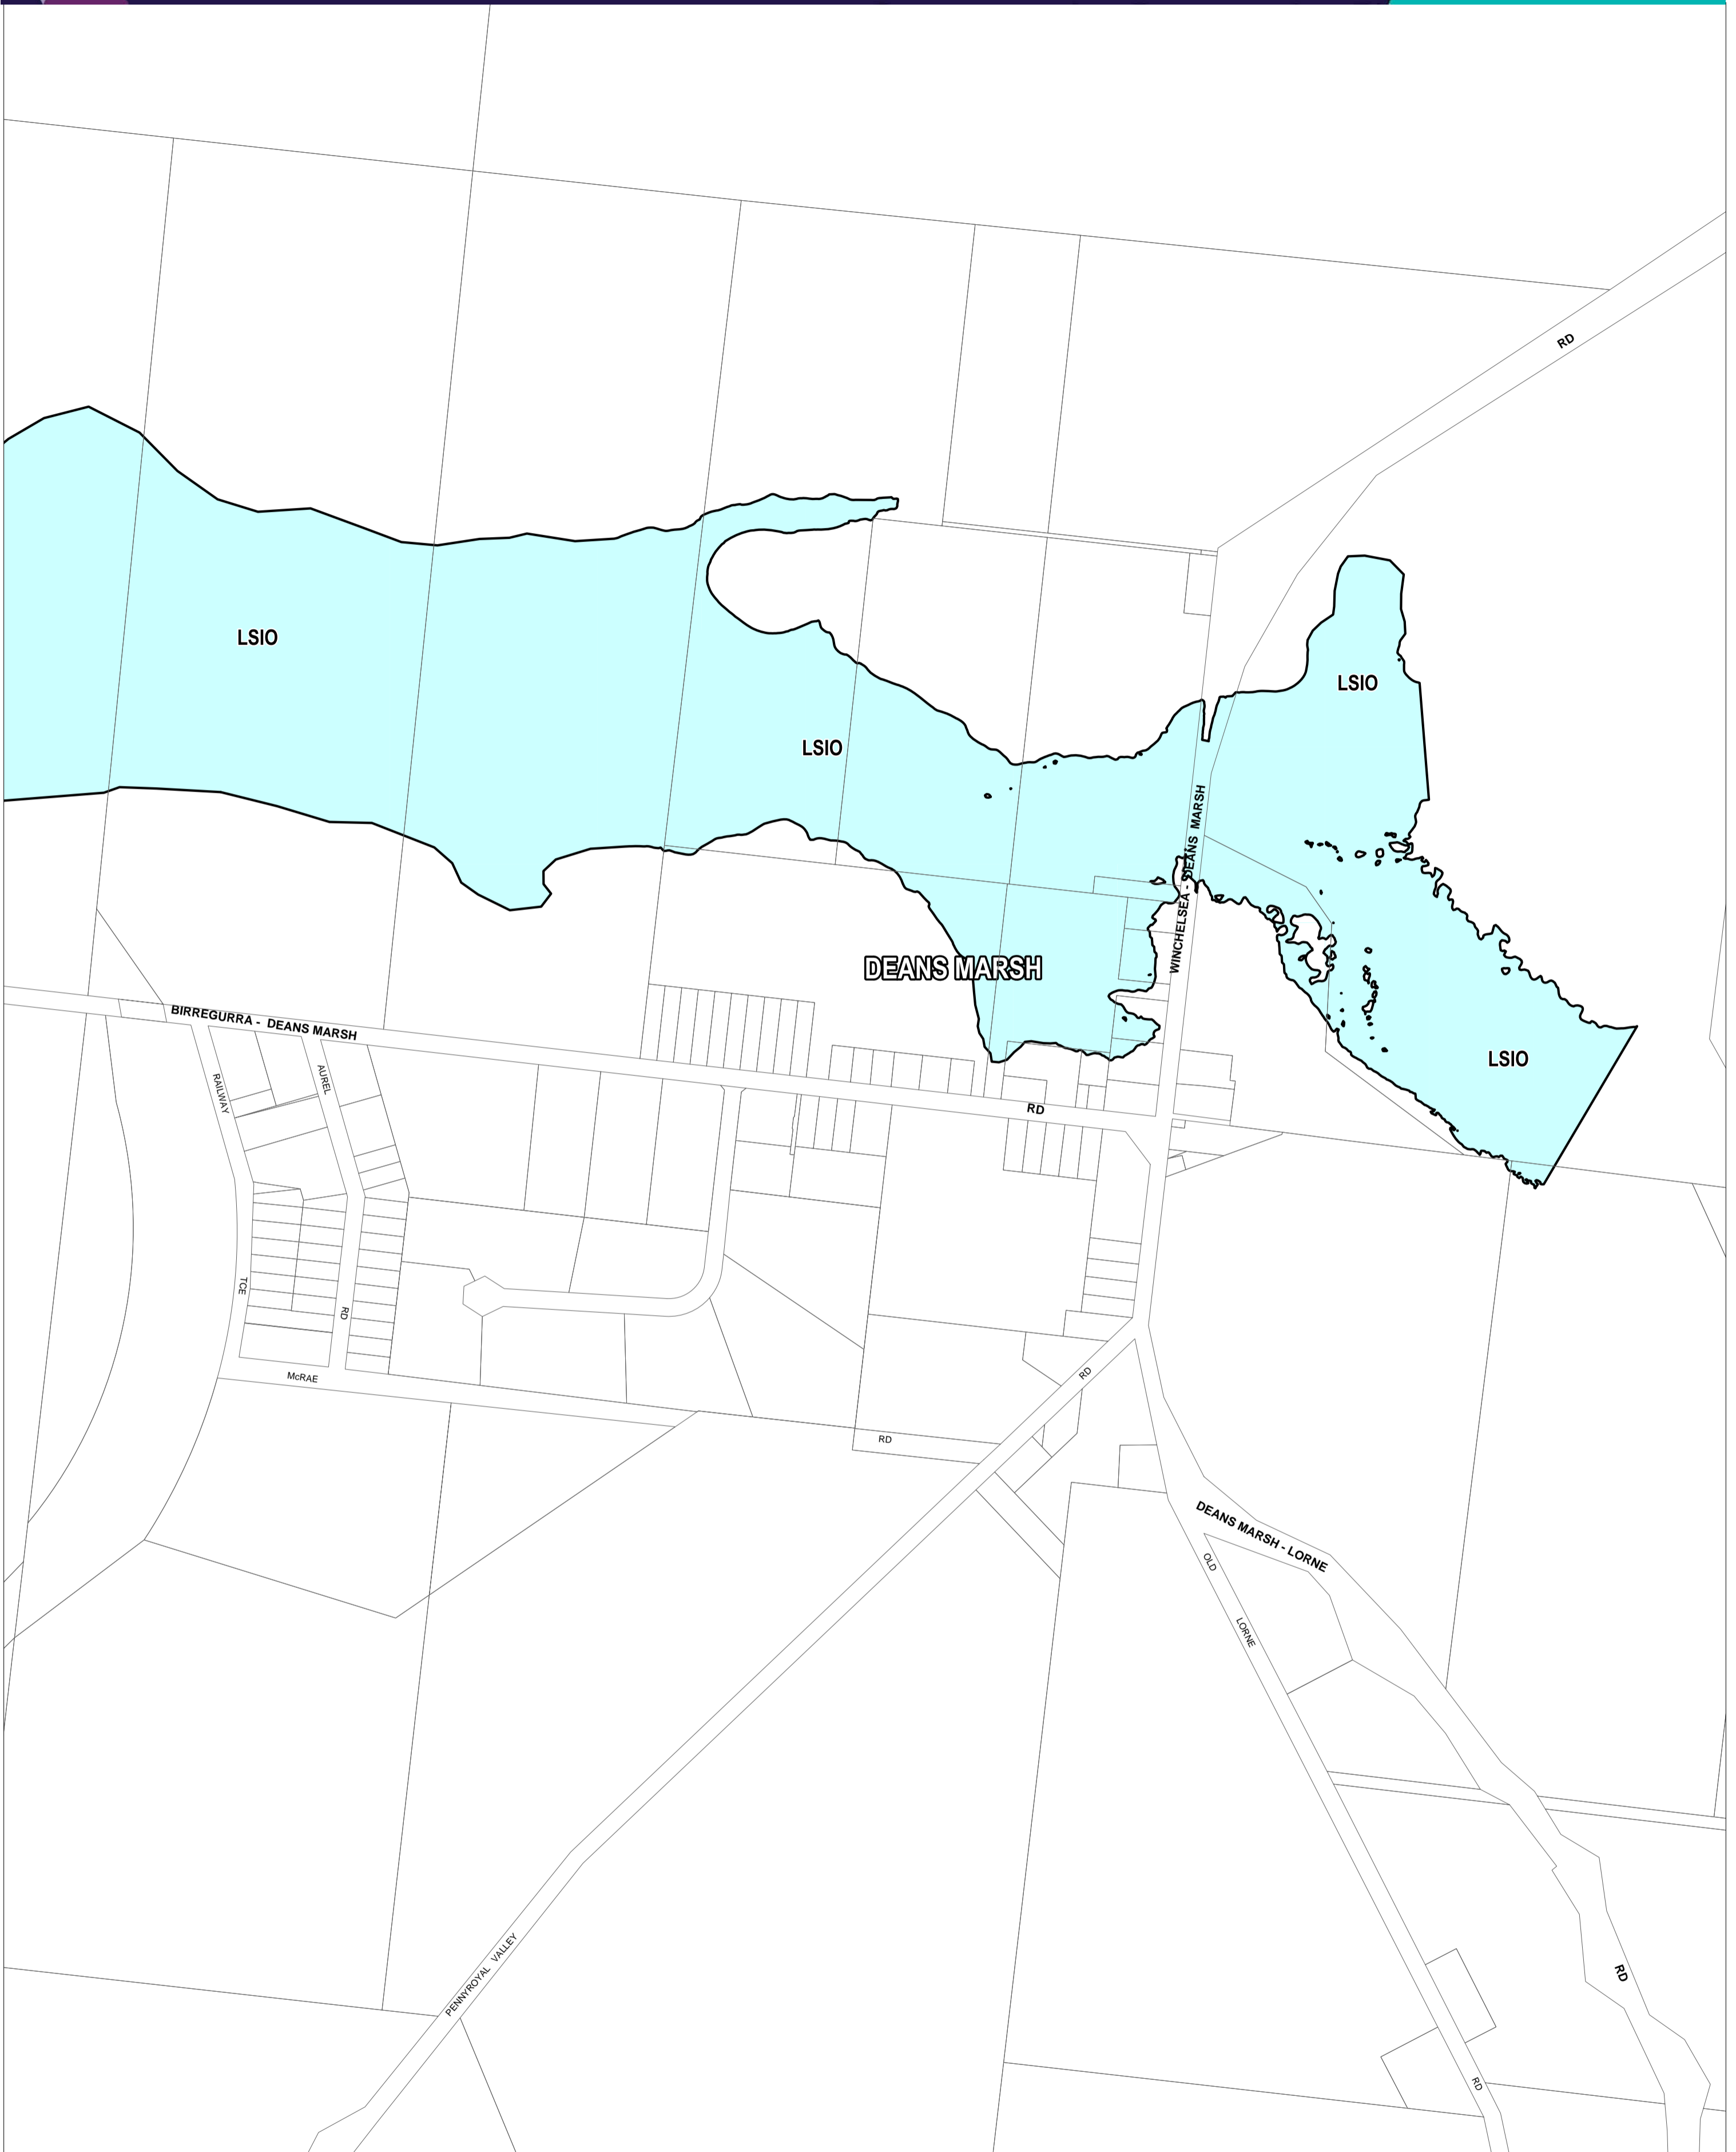 RD
LSIO
LSIO
LSIO
WINCHELSEA - DEANS MARSH
DEANS MARSH
BIRREGURRA - DEANS MARSH
RD
LSIO
RAILWAY
AUREL
TCE
RD
McRAE
RD
RD
DEANS MARSH - LORNE
OLD
LORNE
PENNYROYAL VALLEY
RD
RD